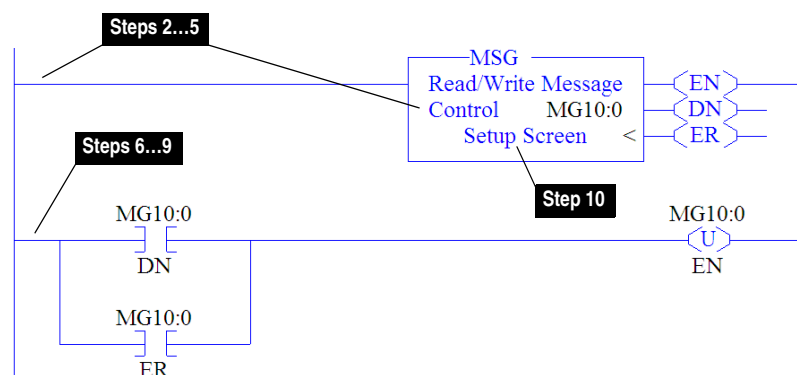 Steps 2...5
MSG
Read/Write Message
Control MG10:0
Setup Screen <
EN
DN
ER
Steps 6...9
Step 10
MG10:0
DN
MG10:0
ER
MG10:0
U
EN